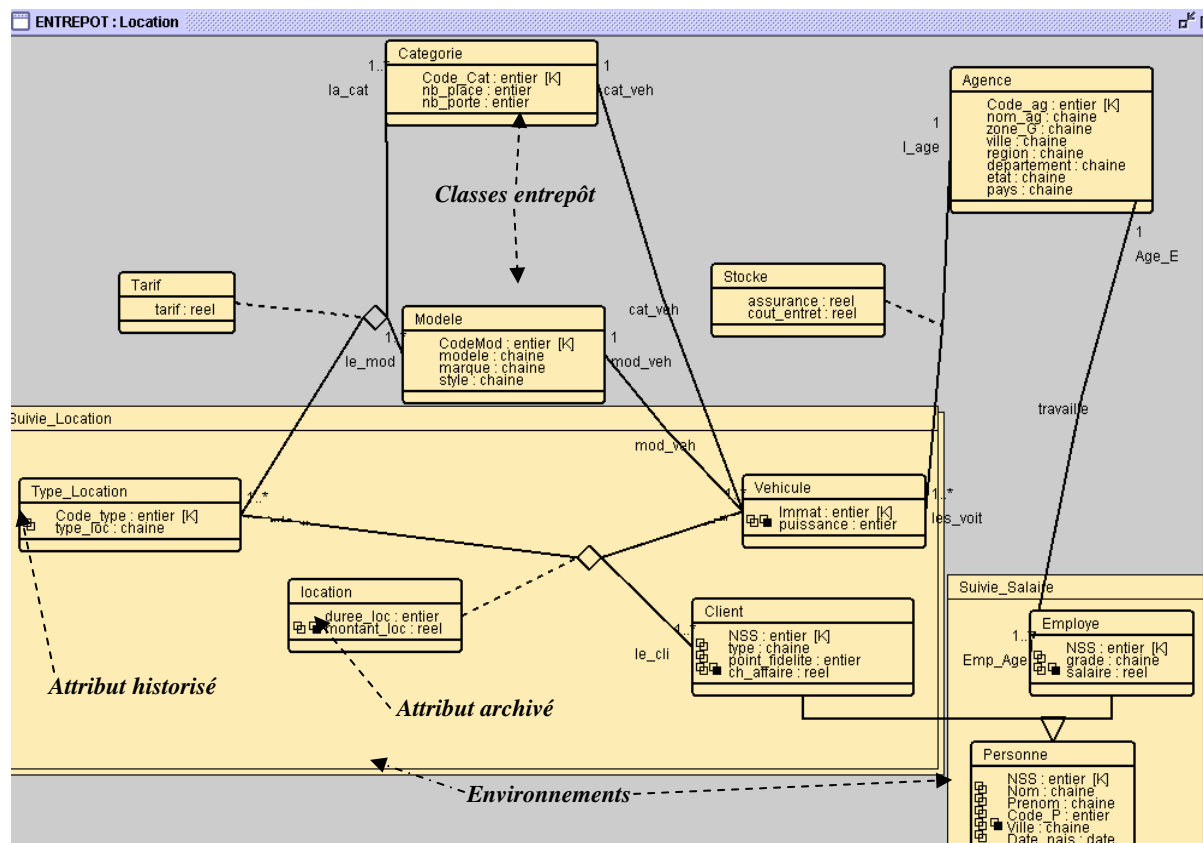 ENTREPOT : Location
Categorie
Code_Cat : entier [K]
nb_place : entier
nb_porte : entier
1..*
la_cat
1
cat_veh
Agence
Code_ag : entier [K]
nom_ag : chaine
zone_G : chaine
ville : chaine
region : chaine
departement : chaine
etat : chaine
pays : chaine
1
l_age
1
Age_E
Classes entrepôt
Tarif
tarif : reel
Stocke
assurance : reel
cout_entret : reel
cat_veh
Modele
CodeMod : entier [K]
modele : chaine
marque : chaine
style : chaine
1..*
le_mod
1
mod_veh
travaille
Suivie_Location
mod_veh
Type_Location
Code_type : entier [K]
type_loc : chaine
1..*
Vehicule
Immat : entier [K]
puissance : entier
1..*
les_voit
location
duree_loc : entier
montant_loc : reel
Client
NSS : entier [K]
type : chaine
point_fidelite : entier
ch_affaire : reel
1..*
le_cli
Suivie_Salaire
Employe
NSS : entier [K]
grade : chaine
salaire : reel
1..*
Emp_Age
Attribut historisé
Attribut archivé
Environnements
Personne
NSS : entier [K]
Nom : chaine
Prenom : chaine
Code_P : entier
Ville : chaine
Date_nais : date